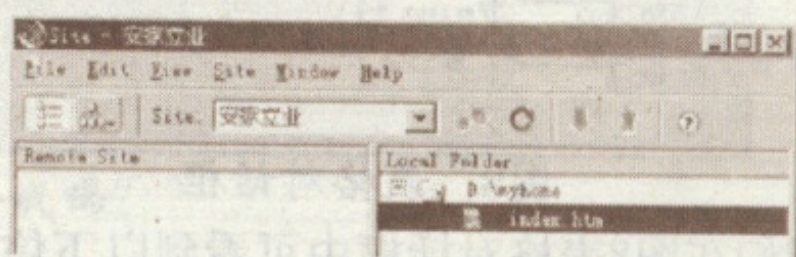 Site - 安家立业
File Edit View Site Window Help
Site: 安家立业
Remote Site
Local Folder
D:\myhome
index.htm